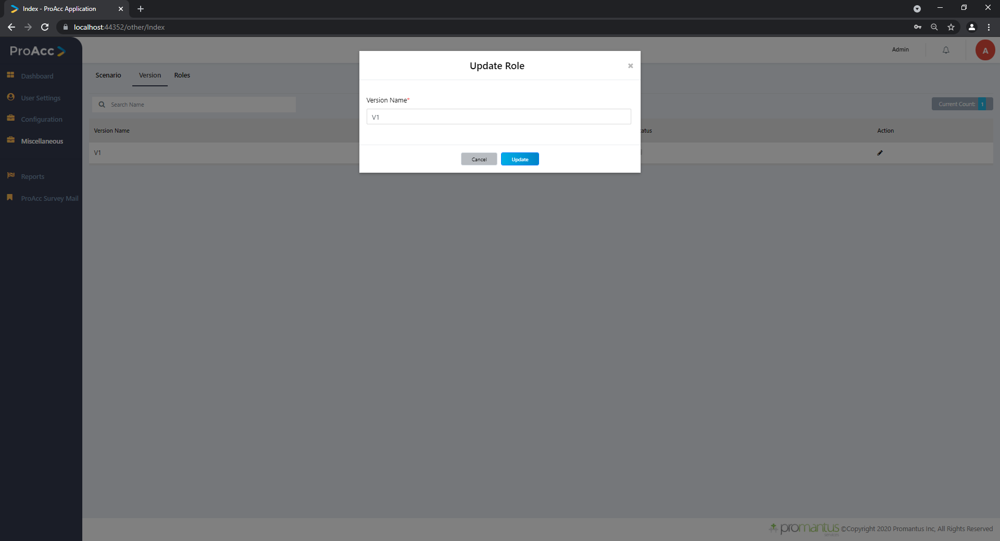 Index - ProAcc Application
localhost:44352/other/Index
ProAcc
Admin
A
Dashboard
User Settings
Configuration
Miscellaneous
Reports
ProAcc Survey Mail
Scenario
Version
Roles
Search Name
Current Count: 1
Version Name
atus
Action
V1
Update Role
Version Name*
V1
Cancel
Update
promantus
services
©Copyright 2020 Promantus Inc, All Rights Reserved